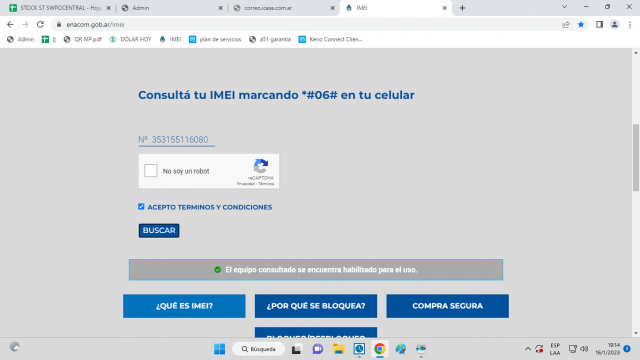 STOCK ST SWPCENTRAL - Hoja
Admin
correo.icase.com.ar
IMEI
enacom.gob.ar/imei
Admin
||
QR MP.pdf
DOLAR HOY
IMEI
plan de servicios
a51 garantia
Kerio Connect Clien...
Consultá tu IMEI marcando *#06# en tu celular
Nº 353155116080
No soy un robot
reCAPTCHA
Privacidad - Términos
ACEPTO TERMINOS Y CONDICIONES
BUSCAR
El equipo consultado se encuentra habilitado para el uso.
¿QUÉ ES IMEI?
¿POR QUÉ SE BLOQUEA?
COMPRA SEGURA
BLOQUEO/DESBLOQUEO
Búsqueda
ESP
LAA
19:14
16/1/2023